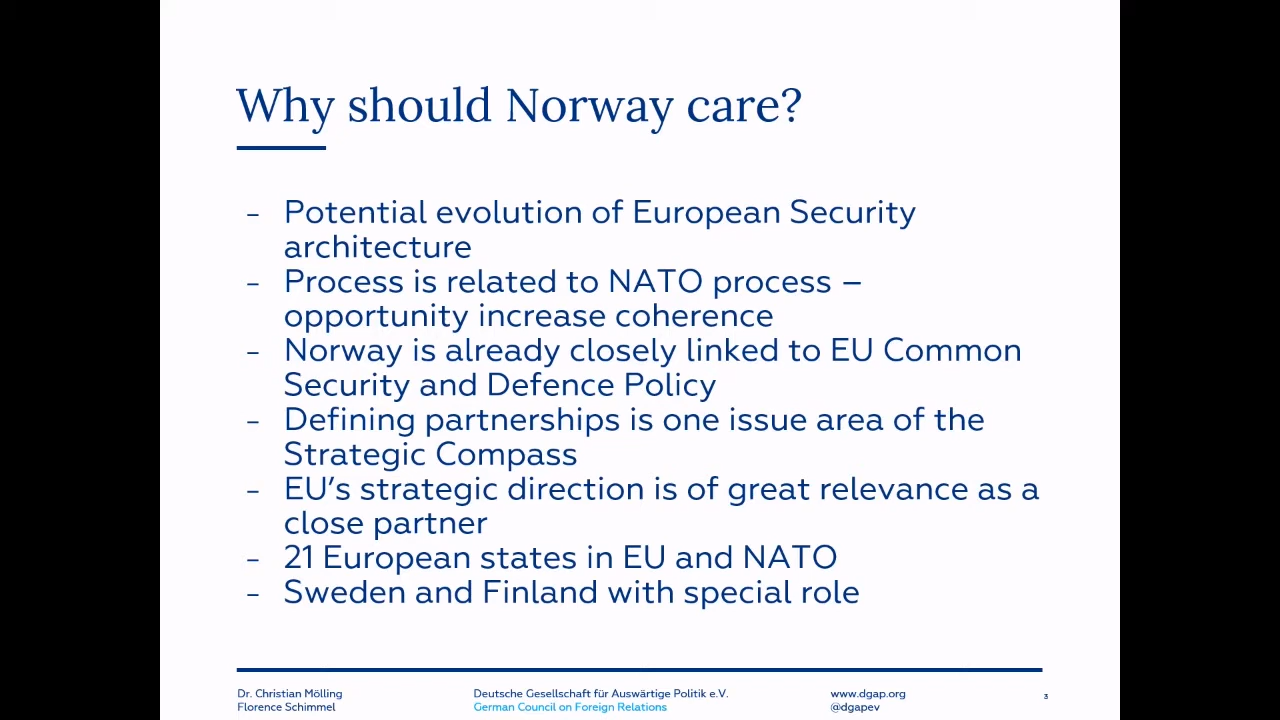 Why should Norway care?
– Potential evolution of European Security
architecture
– Process is related to NATO process –
opportunity increase coherence
– Norway is already closely linked to EU Common
Security and Defence Policy
– Defining partnerships is one issue area of the
Strategic Compass
– EU’s strategic direction is of great relevance as a
close partner
– 21 European states in EU and NATO
– Sweden and Finland with special role
Dr. Christian Mölling
Florence Schimmel
Deutsche Gesellschaft für Auswärtige Politik e.V.
German Council on Foreign Relations
www.dgap.org
@dgapev
3